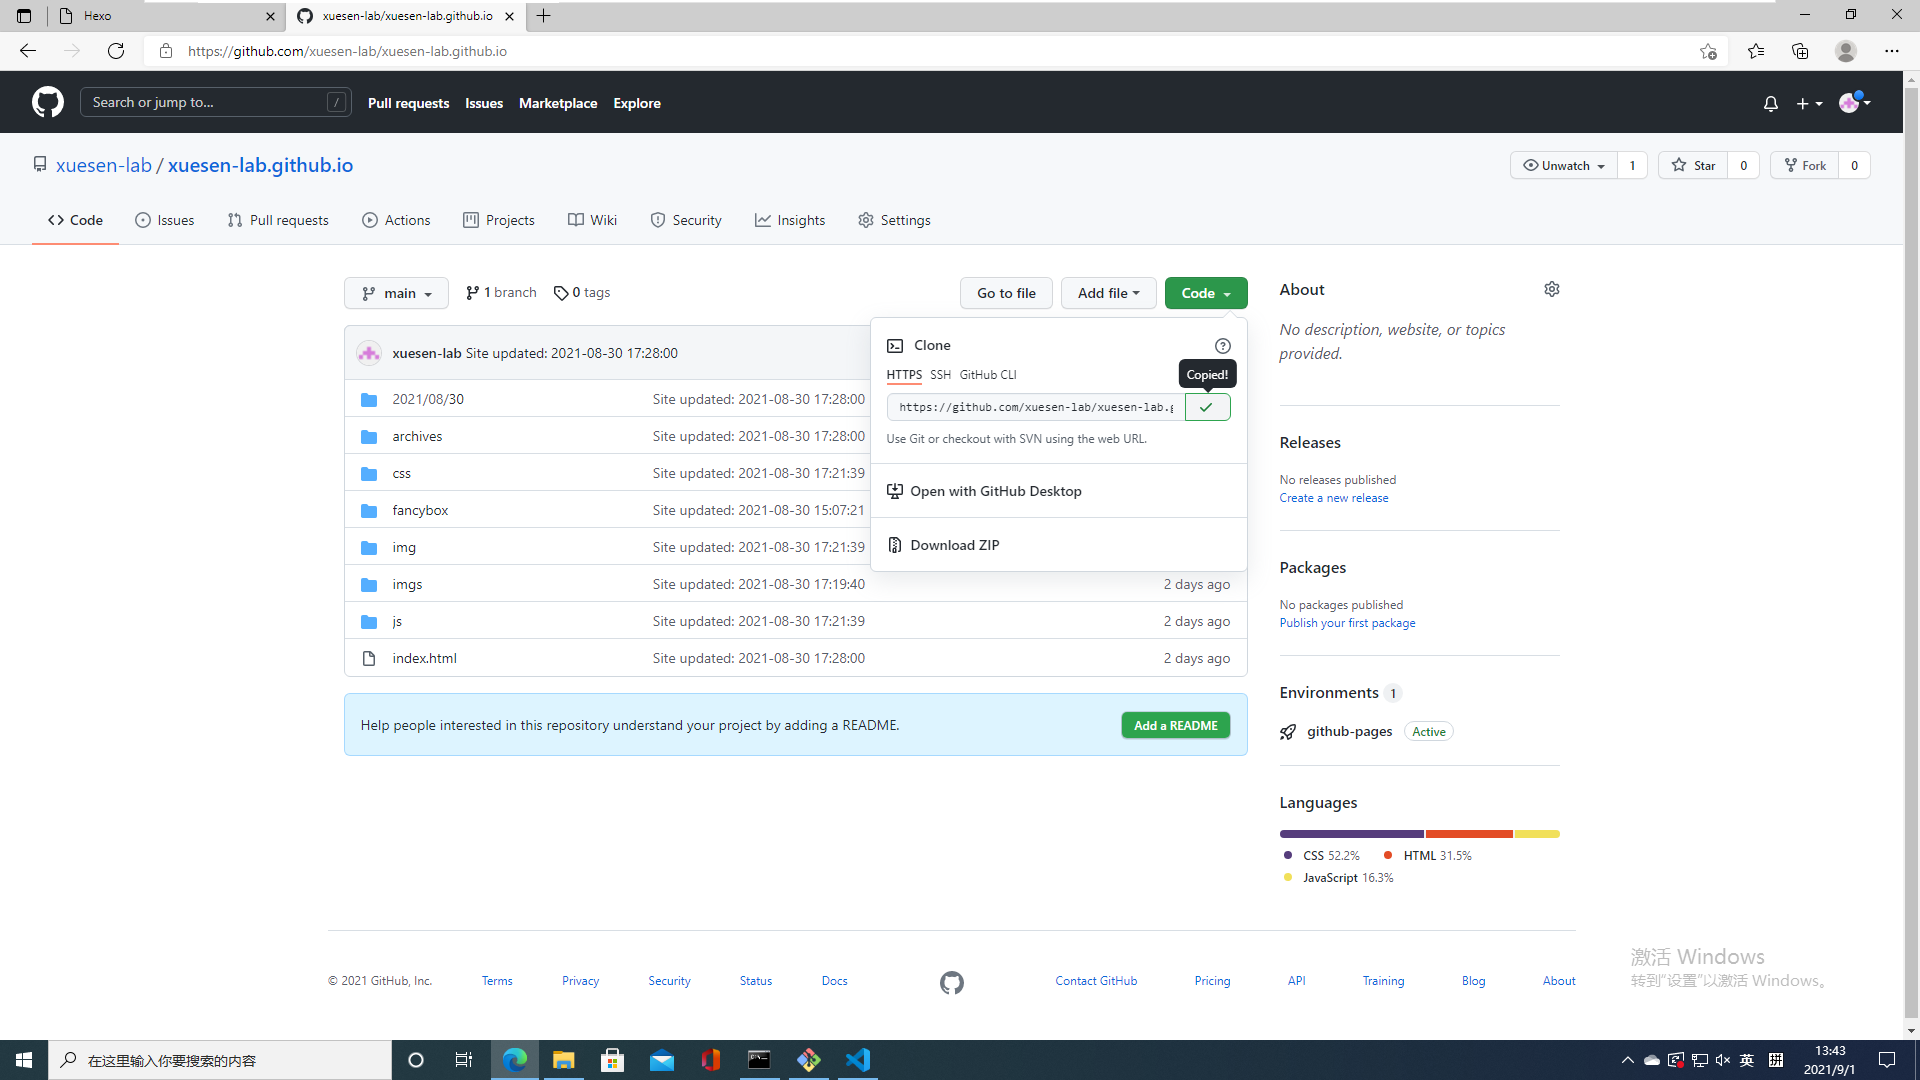 Hexo
xuesen-lab/xuesen-lab.github.io
https://github.com/xuesen-lab/xuesen-lab.github.io
Search or jump to... /
Pull requests Issues Marketplace Explore
xuesen-lab / xuesen-lab.github.io
Unwatch 1 Star 0 Fork 0
Code Issues Pull requests Actions Projects Wiki Security Insights Settings
main 1 branch 0 tags
Go to file Add file Code
xuesen-lab Site updated: 2021-08-30 17:28:00
2021/08/30 Site updated: 2021-08-30 17:28:00
archives Site updated: 2021-08-30 17:28:00
css Site updated: 2021-08-30 17:21:39
fancybox Site updated: 2021-08-30 15:07:21
img Site updated: 2021-08-30 17:21:39
imgs Site updated: 2021-08-30 17:19:40 2 days ago
js Site updated: 2021-08-30 17:21:39 2 days ago
index.html Site updated: 2021-08-30 17:28:00 2 days ago
Clone
HTTPS SSH GitHub CLI
Copied!
https://github.com/xuesen-lab/xuesen-lab.g
Use Git or checkout with SVN using the web URL.
Open with GitHub Desktop
Download ZIP
Help people interested in this repository understand your project by adding a README.
Add a README
About
No description, website, or topics
provided.
Releases
No releases published
Create a new release
Packages
No packages published
Publish your first package
Environments 1
github-pages Active
Languages
CSS 52.2% HTML 31.5%
JavaScript 16.3%
© 2021 GitHub, Inc. Terms Privacy Security Status Docs Contact GitHub Pricing API Training Blog About
激活 Windows
转到“设置”以激活 Windows。
在这里输入你要搜索的内容
英
拼
13:43
2021/9/1